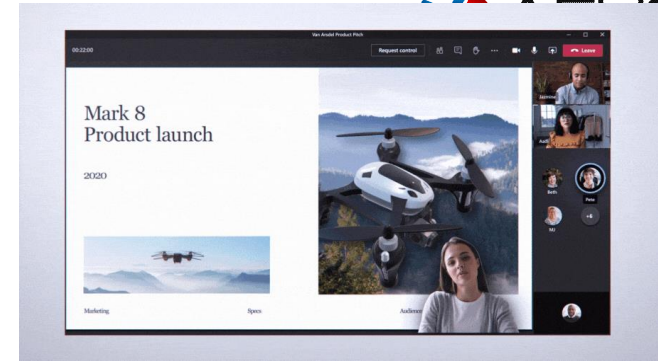 Van Arsdel Product Pitch
00:22:00
Request control
Leave
Mark 8
Product launch
2020
Marketing
Specs
Audience
Jasmine
Beth
Pete
MJ
+6